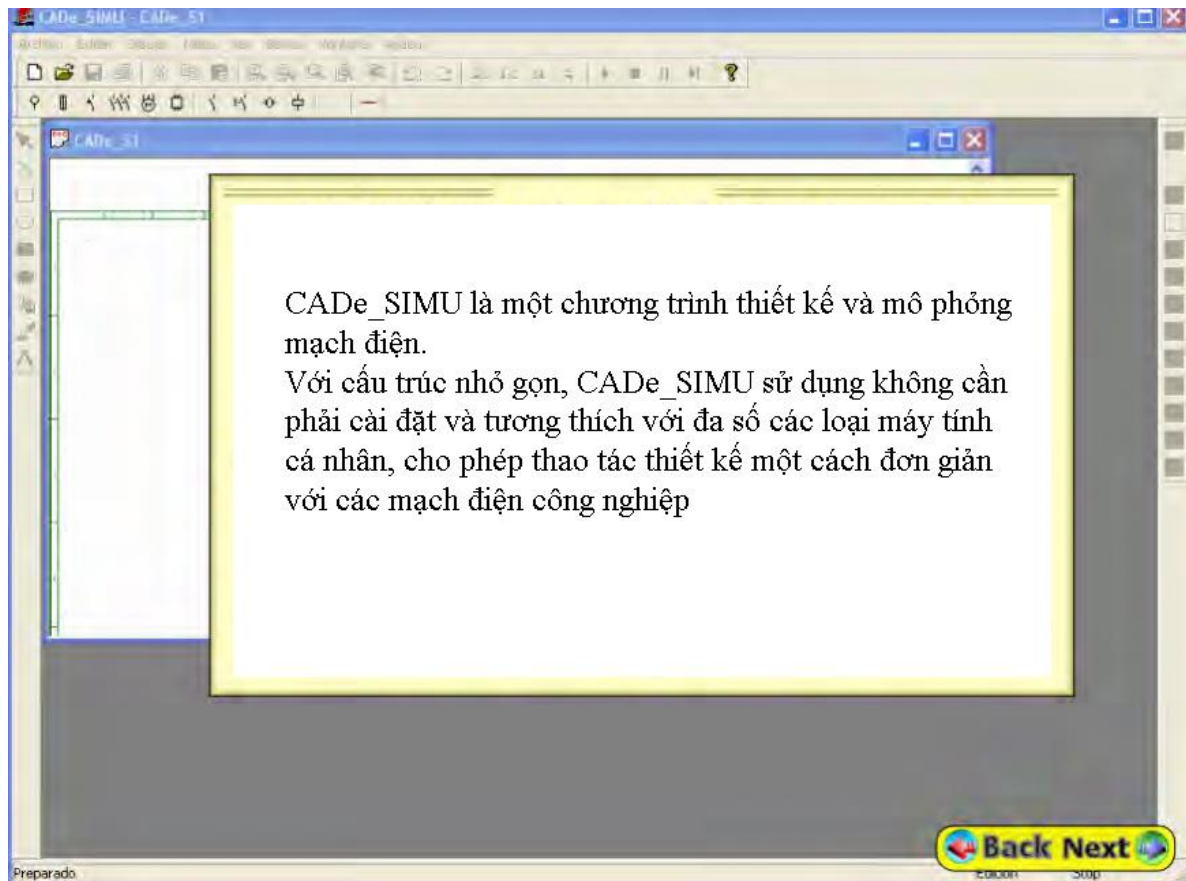 CADe_SIMU - CADe_S1
CADe_S1
CADe_SIMU là một chương trình thiết kế và mô phỏng
mạch điện.
Với cấu trúc nhỏ gọn, CADe_SIMU sử dụng không cần
phải cài đặt và tương thích với đa số các loại máy tính
cá nhân, cho phép thao tác thiết kế một cách đơn giản
với các mạch điện công nghiệp
Back Next
Preparado
Edicion Stop